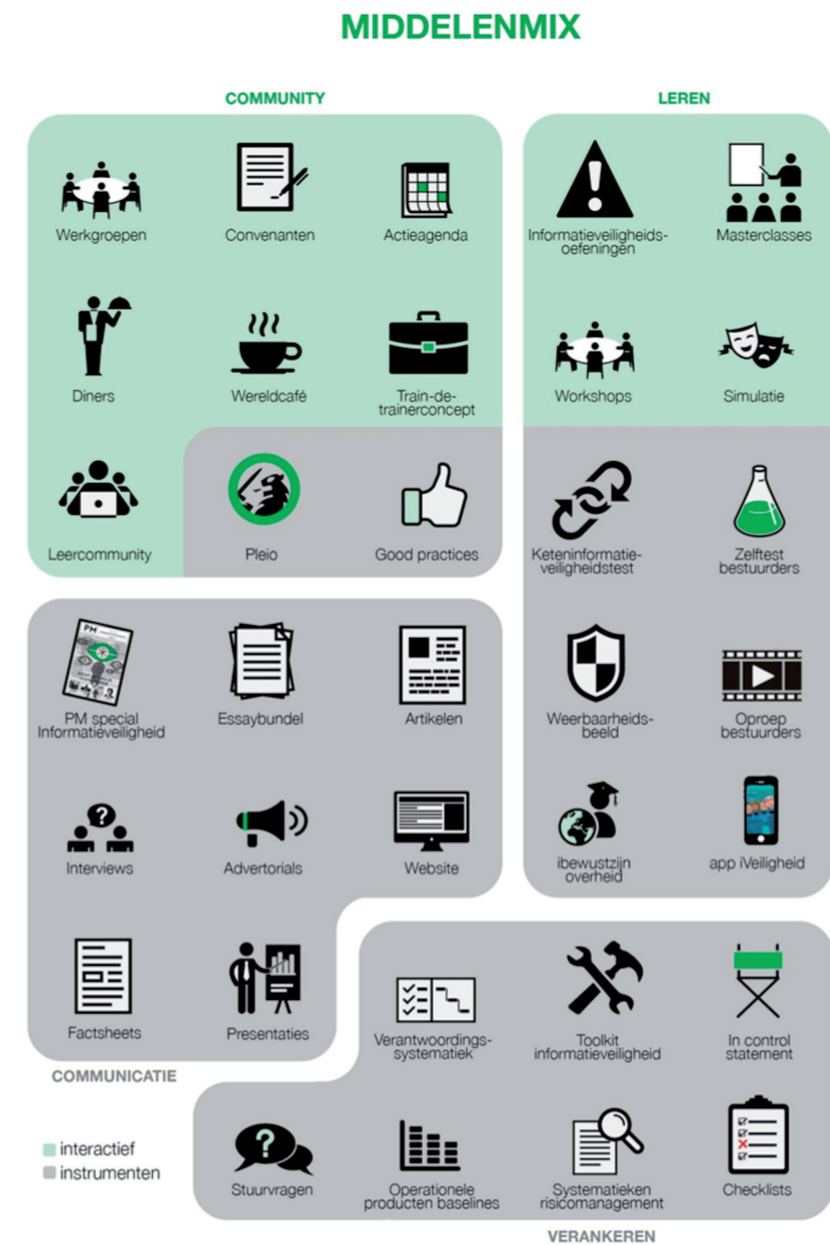 MIDDELENMIX
COMMUNITY
Werkgroepen
Convenanten
Actieagenda
Diners
Wereldcafé
Train-de-
trainerconcept
Leercommunity
Pleio
Good practices
LEREN
Informatieveiligheids-
oefeningen
Masterclasses
Workshops
Simulatie
Keteninformatie-
veiligheidstest
Zelftest
bestuurders
Weerbaarheids-
beeld
Oproep
bestuurders
ibewustzijn
overheid
app iVeiligheid
PM
PM special
Informatieveiligheid
Essaybundel
Artikelen
?
Interviews
Advertorials
Website
Factsheets
Presentaties
COMMUNICATIE
Verantwoordings-
systematiek
Toolkit
informatieveiligheid
In control
statement
?
Stuurvragen
Operationele
producten baselines
Systematieken
risicomanagement
Checklists
VERANKEREN
interactief
instrumenten